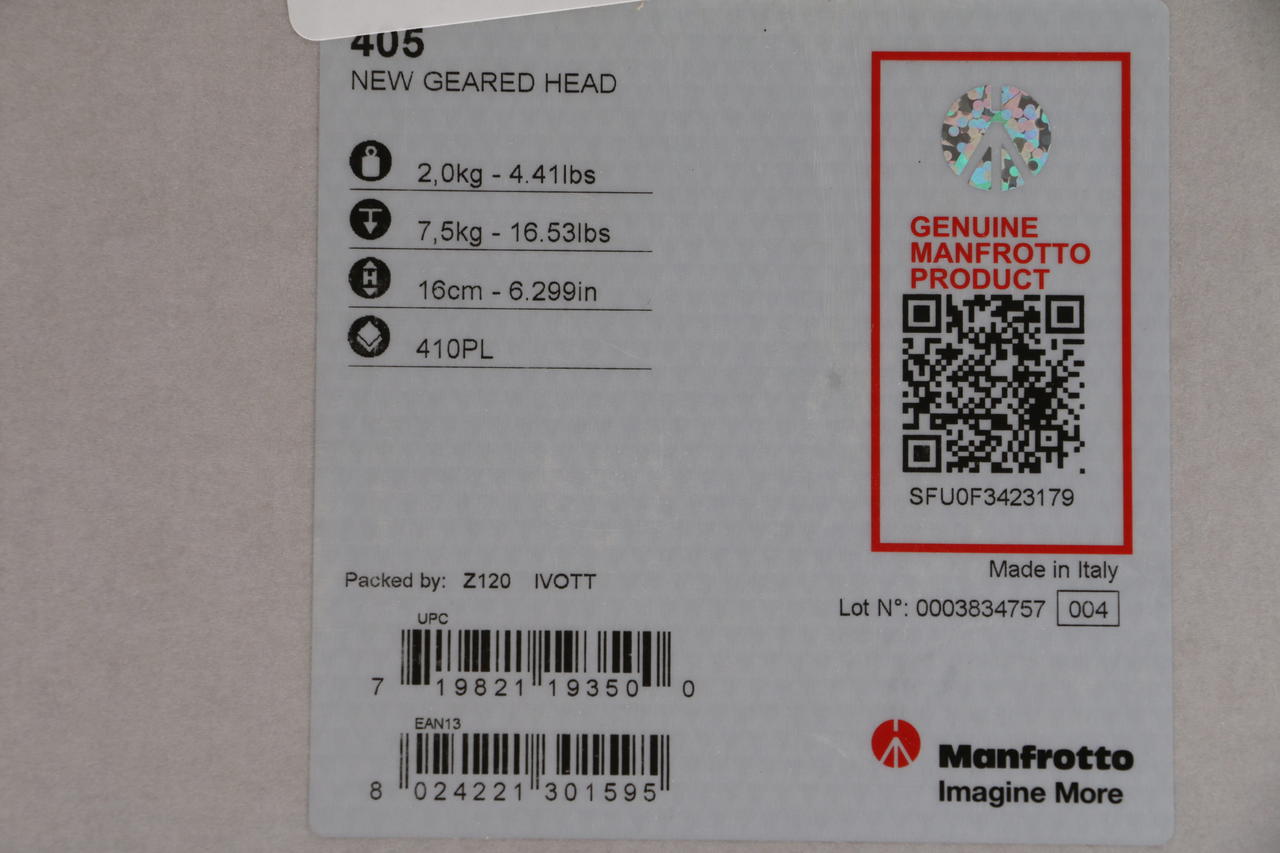 405
NEW GEARED HEAD
2,0kg - 4.41lbs
7,5kg - 16.53lbs
H
16cm - 6.299in
410PL
GENUINE
MANFROTTO
PRODUCT
SFU0F3423179
Made in Italy
Packed by: Z120 IVOTT
Lot N°: 0003834757 004
UPC
7 19821 19350 0
EAN13
8 024221 301595
Manfrotto
Imagine More